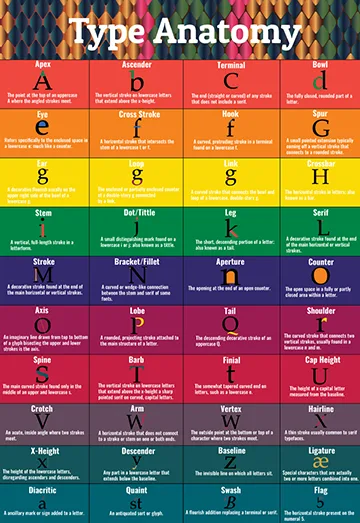 Type Anatomy
Apex
A
The point at the top of an uppercase
A where the angled strokes meet.
Ascender
b
The vertical stroke on lowercase letters
that extend above the x-height.
Terminal
C
The end (straight or curved) of any stroke
that does not include a serif.
Bowl
d
The fully closed, rounded part of a
letter.
Eye
e
Refers specifically to the enclosed space in
a lowercase e, much like a counter.
Cross Stroke
f
A horizontal stroke that intersects the
stem of a lowercase t or f.
Hook
f
A curved, protruding stroke in a terminal
found on a lowercase f.
Spur
G
A small pointed extension typically
coming off a vertical stroke that
connects to a rounded stroke.
Ear
g
A decorative flourish usually on the
upper right side of the bowl of a
lowercase g.
Loop
g
The enclosed or partially enclosed counter
of a double-story g connected
to a link.
Link
g
A curved stroke that connects the bowl and
loop of a lowercase, double-story g.
Crossbar
H
The horizontal stroke in letters; also
known as a bar.
Stem
i
A vertical, full-length stroke in a
letterform.
Dot/Tittle
j
A small distinguishing mark found on a
lowercase i or j; also known as a tittle.
Leg
k
The short, descending portion of a letter;
also known as a tail.
Serif
L
A decorative stroke found at the end
of the main horizontal or vertical
strokes.
Stroke
M
A decorative stroke found at the end of
the main horizontal or vertical strokes.
Bracket/Fillet
N
A curved or wedge-like connection
between the stem and serif of some
fonts.
Aperture
n
The opening at the end of an open counter.
Counter
O
The open space in a fully or partly
closed area within a letter.
Axis
o
An imaginary line drawn from top to bottom
of a glyph bisecting the upper and lower
strokes is the axis.
Lobe
P
A rounded, projecting stroke attached to
the main structure of a letter.
Tail
Q
The descending decorative stroke of an
uppercase Q.
Shoulder
r
The curved stroke that connects two
vertical strokes, usually found in a
lowercase n or m.
Spine
S
The main curved stroke found only in the
middle of an upper and lowercase s.
Barb
T
The vertical stroke on lowercase letters
that extend above the x-height a sharp
pointed serif on curved, capital letters.
Finial
t
The somewhat tapered curved end on
letters, such as a lowercase e.
Cap Height
U
The height of a capital letter
measured from the baseline.
Crotch
V
An acute, inside angle where two
strokes meet.
Arm
W
A horizontal stroke that does not connect
to a stroke or stem on one or both ends.
Vertex
W
The outside point at the bottom or top of a
character where two strokes meet.
Hairline
X
A thin stroke usually common to serif
typefaces.
X-Height
x
The height of the lowercase letters,
disregarding ascenders and descenders.
Descender
y
Any part in a lowercase letter that
extends below the baseline.
Baseline
z
The invisible line on which all letters sit.
Ligature
æ
Special characters that are actually
two or more letters combined into one.
Diacritic
a
A ancillary mark or sign added to a letter.
Quaint
st
An antiquated sort or glyph.
Swash
B
A flourish addition replacing a terminal or serif.
Flag
5
The horizontal stroke present on the
numeral 5.